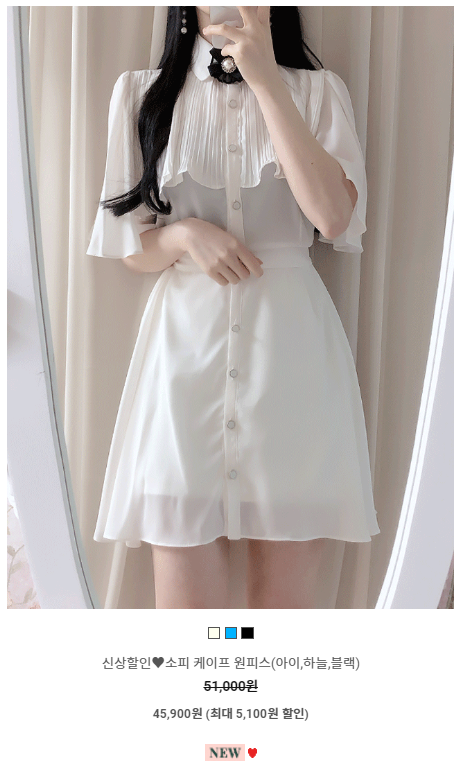 신상할인♥소피 케이프 원피스(아이,하늘,블랙)
51,000원
45,900원 (최대 5,100원 할인)
NEW ♥